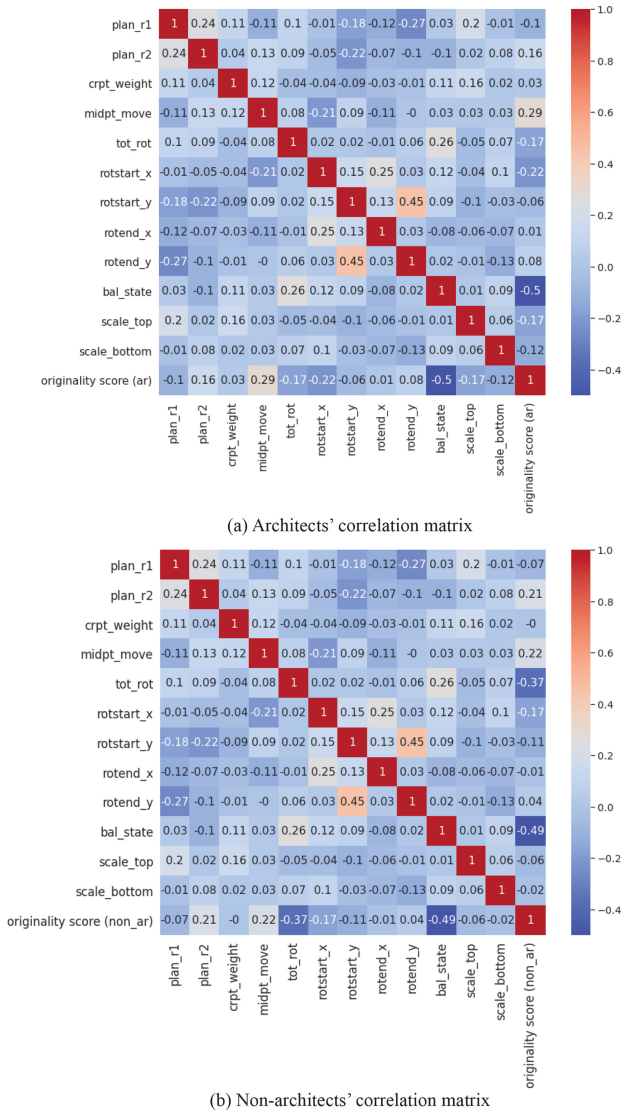 plan_r1 1 0.24 0.11 -0.11 0.1 -0.01 -0.18 -0.12 -0.27 0.03 0.2 -0.01 -0.1 1.0
plan_r2 0.24 1 0.04 0.13 0.09 -0.05 -0.22 -0.07 -0.1 -0.1 0.02 0.08 0.16
crpt_weight 0.11 0.04 1 0.12 -0.04 -0.04 -0.09 -0.03 -0.01 0.11 0.16 0.02 0.03 0.8
midpt_move -0.11 0.13 0.12 1 0.08 -0.21 0.09 -0.11 -0 0.03 0.03 0.03 0.29 0.6
tot_rot 0.1 0.09 -0.04 0.08 1 0.02 0.02 -0.01 0.06 0.26 -0.05 0.07 -0.17
rotstart_x -0.01 -0.05 -0.04 -0.21 0.02 1 0.15 0.25 0.03 0.12 -0.04 0.1 -0.22 0.4
rotstart_y -0.18 -0.22 -0.09 0.09 0.02 0.15 1 0.13 0.45 0.09 -0.1 -0.03 -0.06 0.2
rotend_x -0.12 -0.07 -0.03 -0.11 -0.01 0.25 0.13 1 0.03 -0.08 -0.06 -0.07 0.01
rotend_y -0.27 -0.1 -0.01 -0 0.06 0.03 0.45 0.03 1 0.02 -0.01 -0.13 0.08 0.0
bal_state 0.03 -0.1 0.11 0.03 0.26 0.12 0.09 -0.08 0.02 1 0.01 0.09 -0.5
scale_top 0.2 0.02 0.16 0.03 -0.05 -0.04 -0.1 -0.06 -0.01 0.01 1 0.06 -0.17 -0.2
scale_bottom -0.01 0.08 0.02 0.03 0.07 0.1 -0.03 -0.07 -0.13 0.09 0.06 1 -0.12
originality score (ar) -0.1 0.16 0.03 0.29 -0.17 -0.22 -0.06 0.01 0.08 -0.5 -0.17 -0.12 1 -0.4
plan_r1 plan_r2 crpt_weight midpt_move tot_rot rotstart_x rotstart_y rotend_x rotend_y bal_state scale_top scale_bottom originality score (ar)
(a) Architects' correlation matrix
plan_r1 1 0.24 0.11 -0.11 0.1 -0.01 -0.18 -0.12 -0.27 0.03 0.2 -0.01 -0.07 1.0
plan_r2 0.24 1 0.04 0.13 0.09 -0.05 -0.22 -0.07 -0.1 -0.1 0.02 0.08 0.21
crpt_weight 0.11 0.04 1 0.12 -0.04 -0.04 -0.09 -0.03 -0.01 0.11 0.16 0.02 -0 0.8
midpt_move -0.11 0.13 0.12 1 0.08 -0.21 0.09 -0.11 -0 0.03 0.03 0.03 0.22 0.6
tot_rot 0.1 0.09 -0.04 0.08 1 0.02 0.02 -0.01 0.06 0.26 -0.05 0.07 -0.37
rotstart_x -0.01 -0.05 -0.04 -0.21 0.02 1 0.15 0.25 0.03 0.12 -0.04 0.1 -0.17 0.4
rotstart_y -0.18 -0.22 -0.09 0.09 0.02 0.15 1 0.13 0.45 0.09 -0.1 -0.03 -0.11 0.2
rotend_x -0.12 -0.07 -0.03 -0.11 -0.01 0.25 0.13 1 0.03 -0.08 -0.06 -0.07 -0.01
rotend_y -0.27 -0.1 -0.01 -0 0.06 0.03 0.45 0.03 1 0.02 -0.01 -0.13 0.04 0.0
bal_state 0.03 -0.1 0.11 0.03 0.26 0.12 0.09 -0.08 0.02 1 0.01 0.09 -0.49
scale_top 0.2 0.02 0.16 0.03 -0.05 -0.04 -0.1 -0.06 -0.01 0.01 1 0.06 -0.06 -0.2
scale_bottom -0.01 0.08 0.02 0.03 0.07 0.1 -0.03 -0.07 -0.13 0.09 0.06 1 -0.02
originality score (non_ar) -0.07 0.21 -0 0.22 -0.37 -0.17 -0.11 -0.01 0.04 -0.49 -0.06 -0.02 1 -0.4
plan_r1 plan_r2 crpt_weight midpt_move tot_rot rotstart_x rotstart_y rotend_x rotend_y bal_state scale_top scale_bottom originality score (non_ar)
(b) Non-architects' correlation matrix